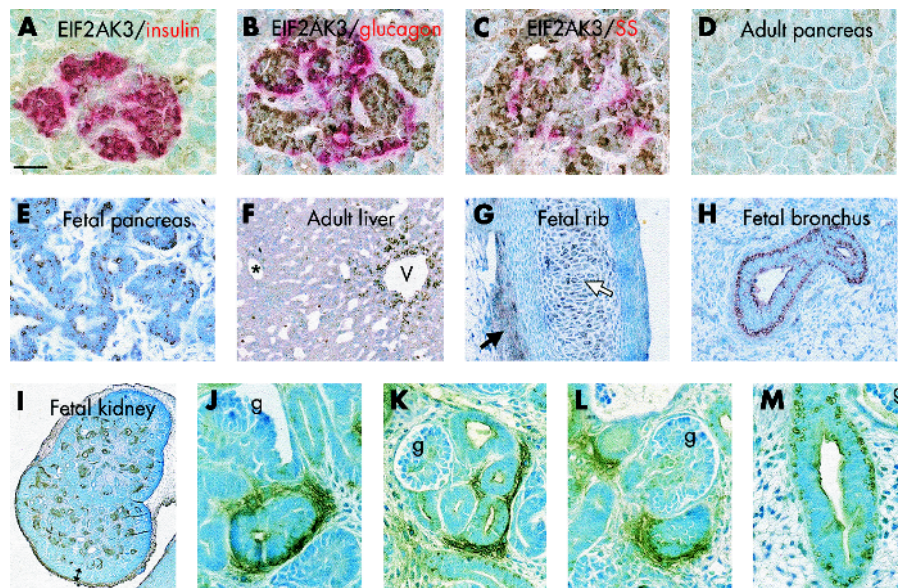 A EIF2AK3/insulin
B EIF2AK3/glucagon
C EIF2AK3/SS
D Adult pancreas
E Fetal pancreas
F Adult liver
* V
G Fetal rib
H Fetal bronchus
I Fetal kidney
J g
K g
L g
M g